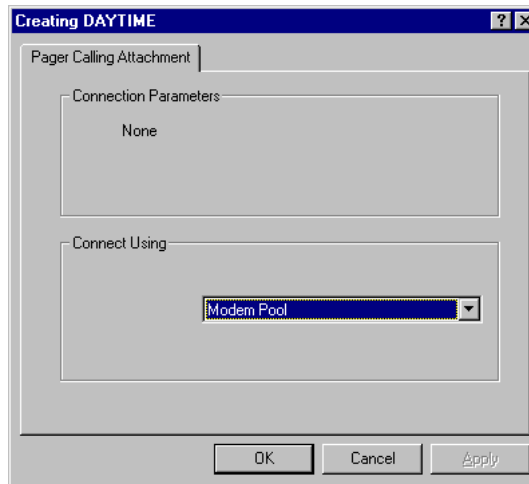 Creating DAYTIME
Pager Calling Attachment
Connection Parameters
None
Connect Using
Modem Pool
OK Cancel Apply